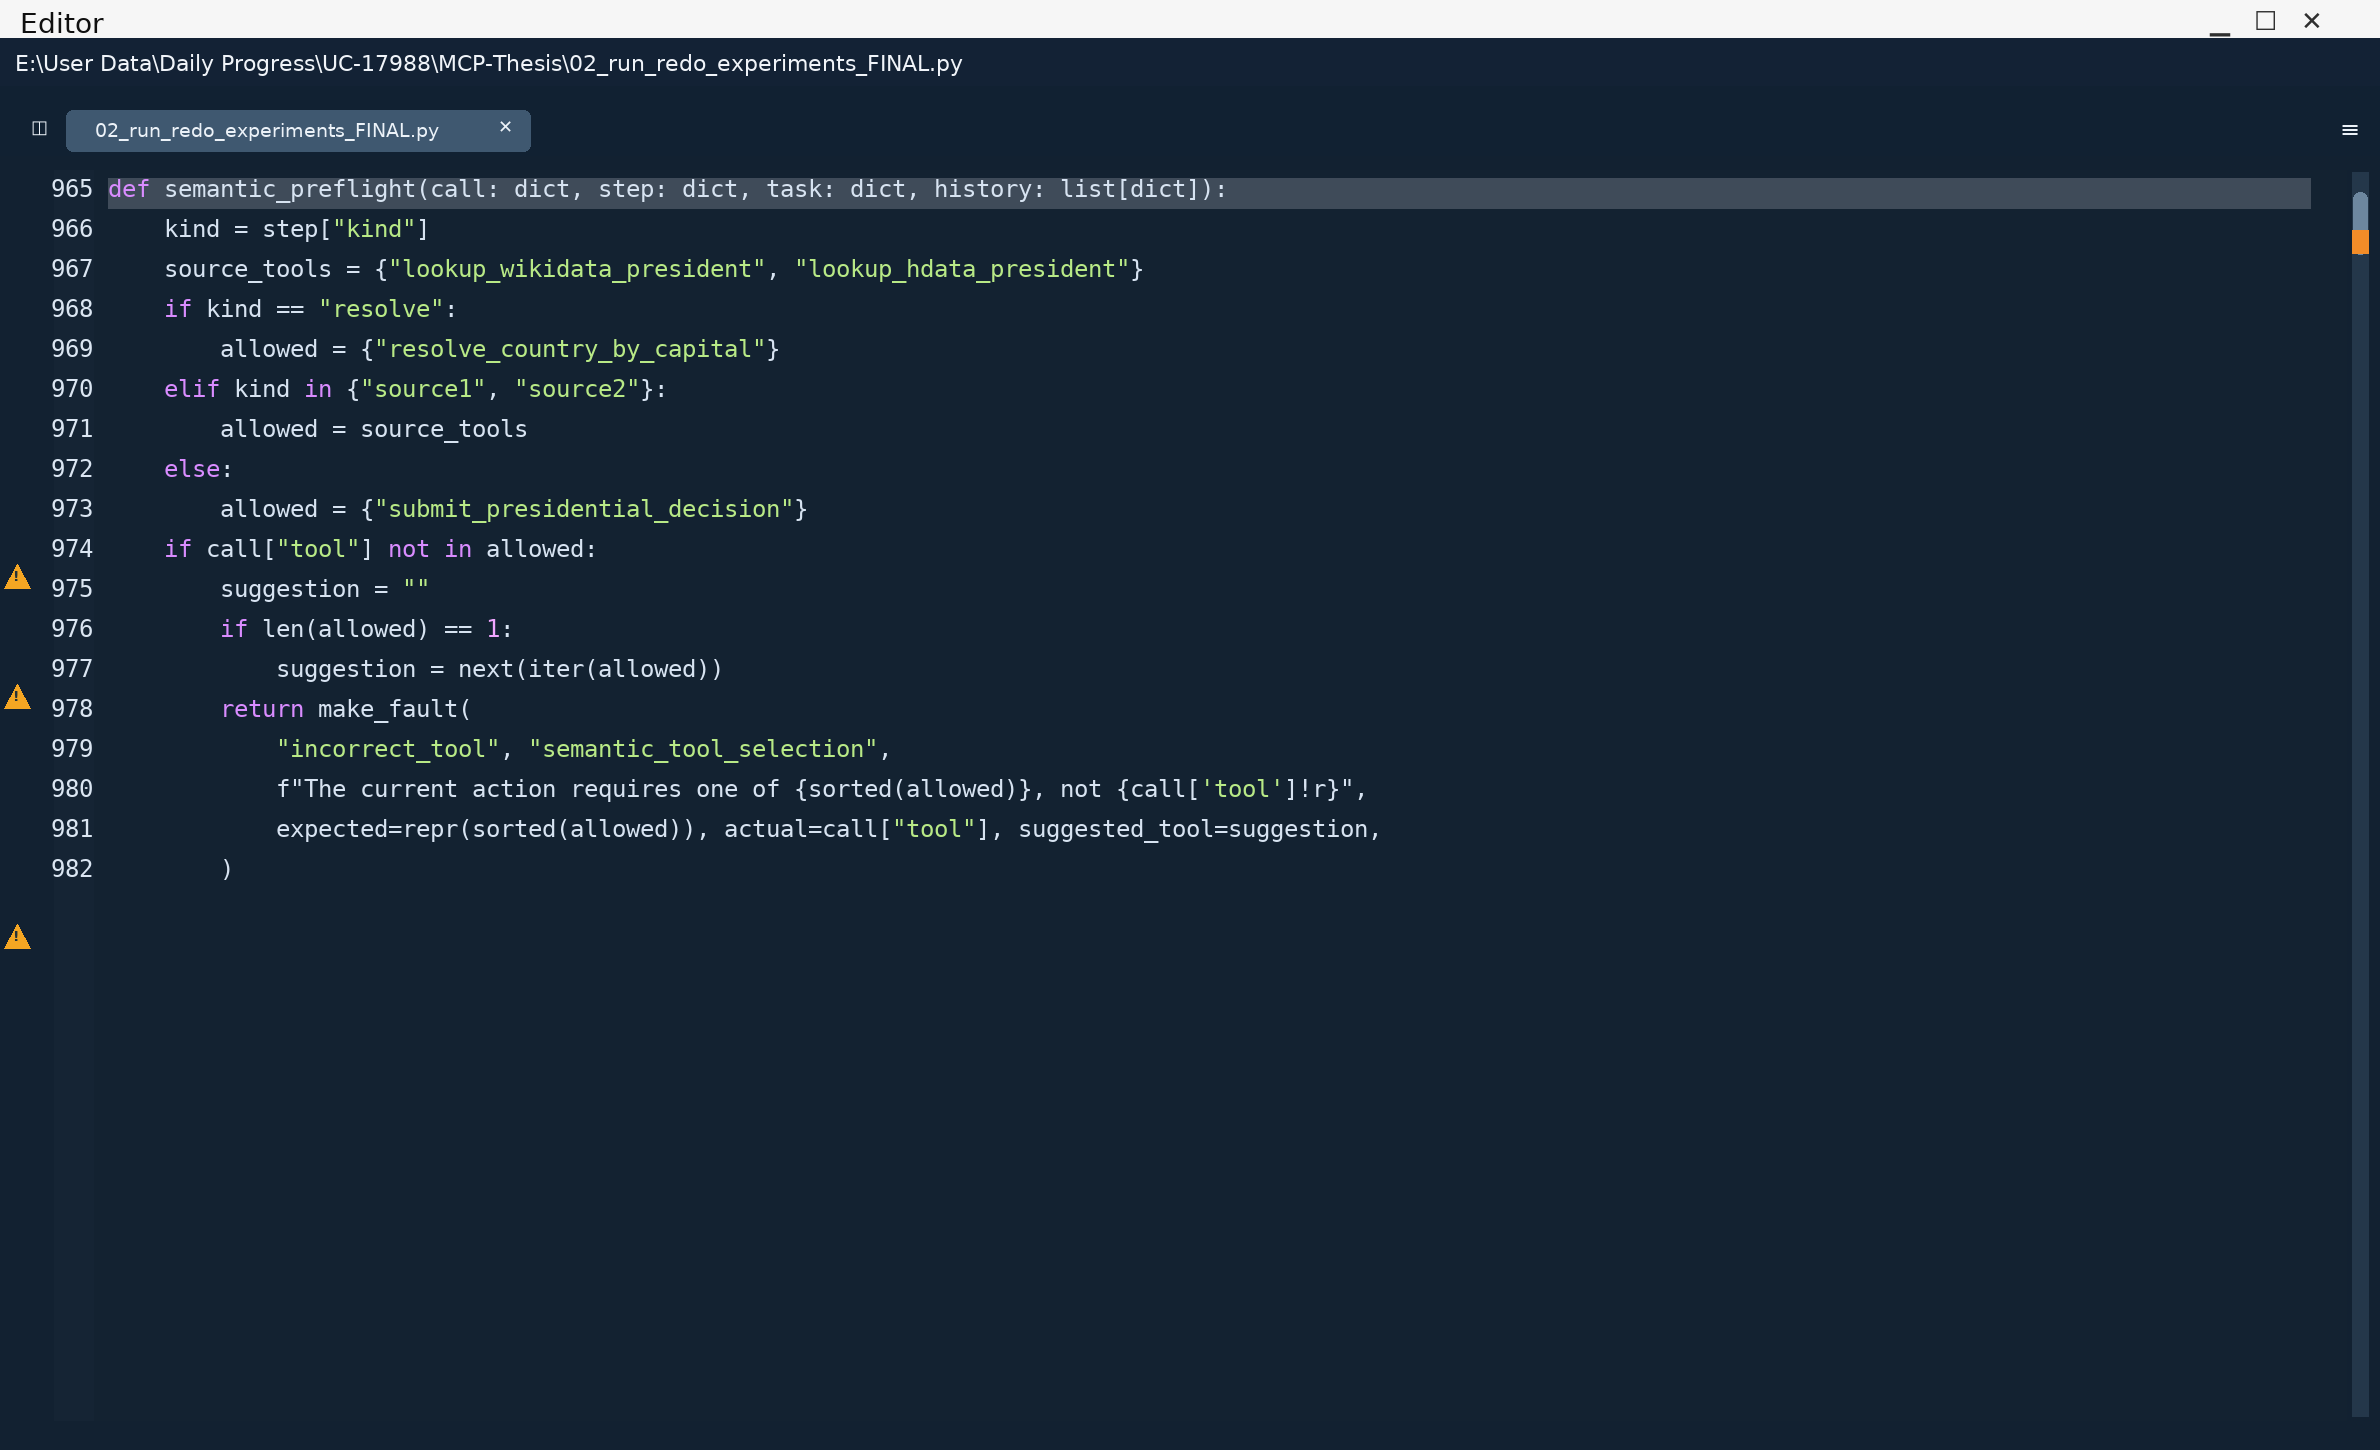 Editor
E:\User Data\Daily Progress\UC-17988\MCP-Thesis\02_run_redo_experiments_FINAL.py
02_run_redo_experiments_FINAL.py
965 def semantic_preflight(call: dict, step: dict, task: dict, history: list[dict]):
966     kind = step["kind"]
967     source_tools = {"lookup_wikidata_president", "lookup_hdata_president"}
968     if kind == "resolve":
969         allowed = {"resolve_country_by_capital"}
970     elif kind in {"source1", "source2"}:
971         allowed = source_tools
972     else:
973         allowed = {"submit_presidential_decision"}
974     if call["tool"] not in allowed:
975         suggestion = ""
976         if len(allowed) == 1:
977             suggestion = next(iter(allowed))
978         return make_fault(
979             "incorrect_tool", "semantic_tool_selection",
980             f"The current action requires one of {sorted(allowed)}, not {call['tool']!r}",
981             expected=repr(sorted(allowed)), actual=call["tool"], suggested_tool=suggestion,
982         )